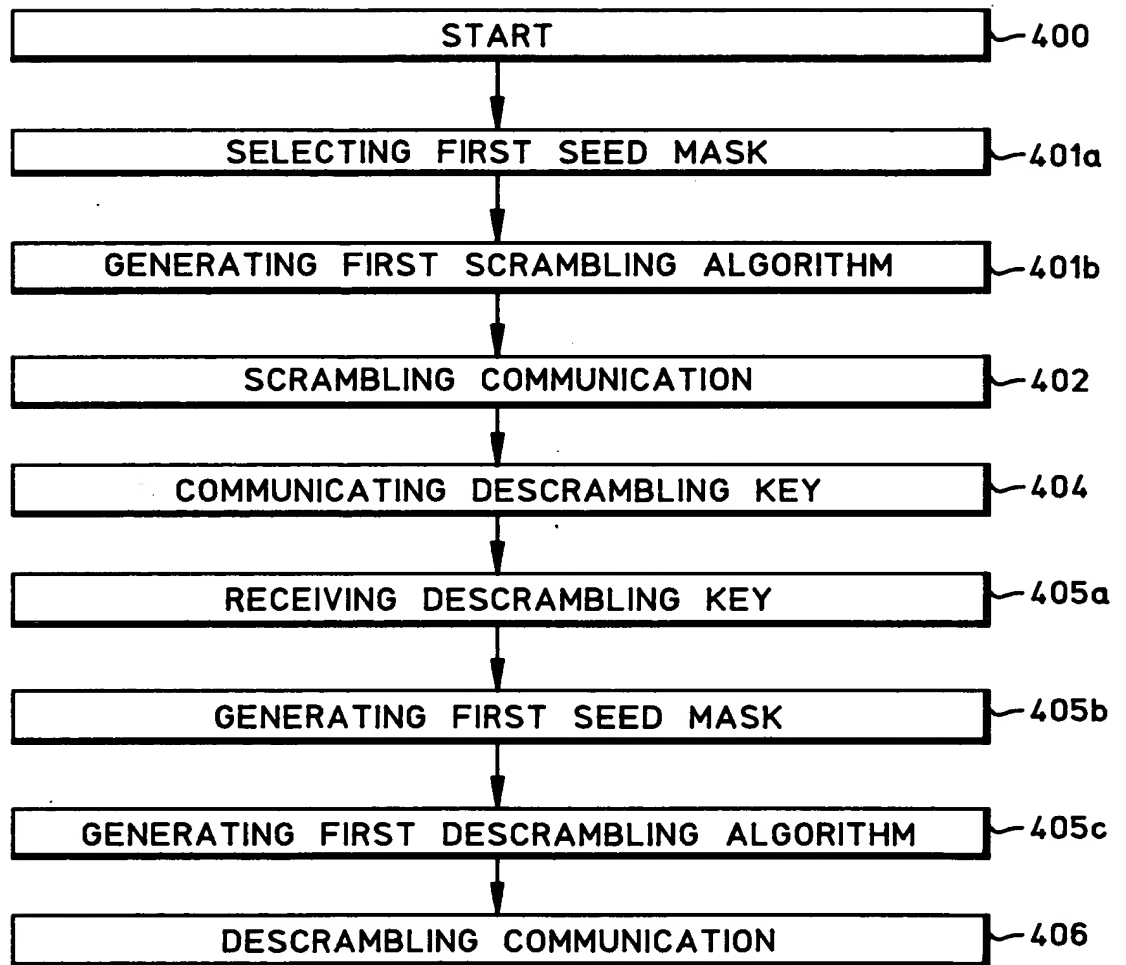 START 400
SELECTING FIRST SEED MASK 401a
GENERATING FIRST SCRAMBLING ALGORITHM 401b
SCRAMBLING COMMUNICATION 402
COMMUNICATING DESCRAMBLING KEY 404
RECEIVING DESCRAMBLING KEY 405a
GENERATING FIRST SEED MASK 405b
GENERATING FIRST DESCRAMBLING ALGORITHM 405c
DESCRAMBLING COMMUNICATION 406